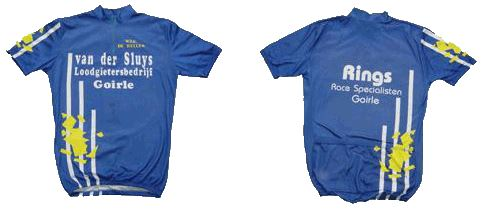 van der Sluys
Loodgietersbedrijf
Goirle
Rings
Race Specialisten
Goirle